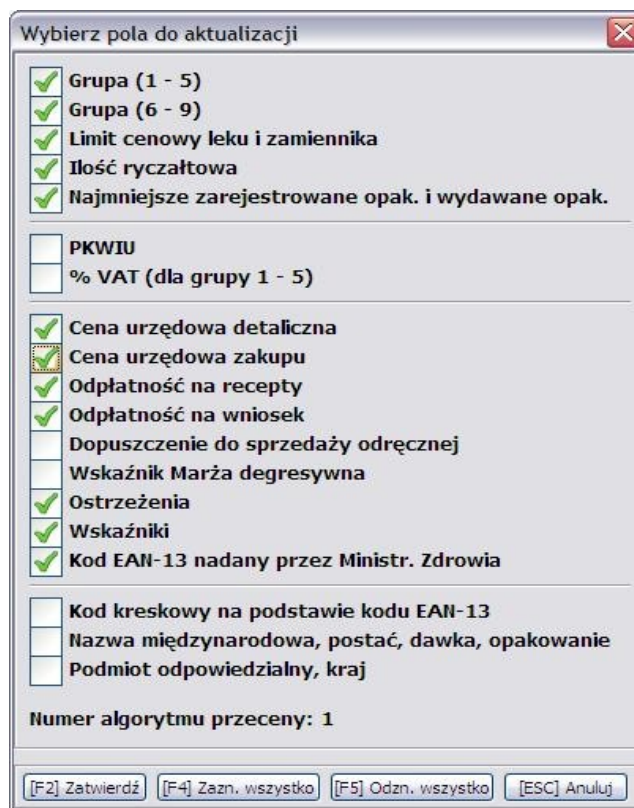 Wybierz pola do aktualizacji
Grupa (1 - 5)
Grupa (6 - 9)
Limit cenowy leku i zamiennika
Ilość ryczałtowa
Najmniejsze zarejestrowane opak. i wydawane opak.
PKWIU
% VAT (dla grupy 1 - 5)
Cena urzędowa detaliczna
Cena urzędowa zakupu
Odpłatność na recepty
Odpłatność na wniosek
Dopuszczenie do sprzedaży odręcznej
Wskaźnik Marża degresywna
Ostrzeżenia
Wskaźniki
Kod EAN-13 nadany przez Ministr. Zdrowia
Kod kreskowy na podstawie kodu EAN-13
Nazwa międzynarodowa, postać, dawka, opakowanie
Podmiot odpowiedzialny, kraj
Numer algorytmu przeceny: 1
[F2] Zatwierdź [F4] Zazn. wszystko [F5] Odzn. wszystko [ESC] Anuluj